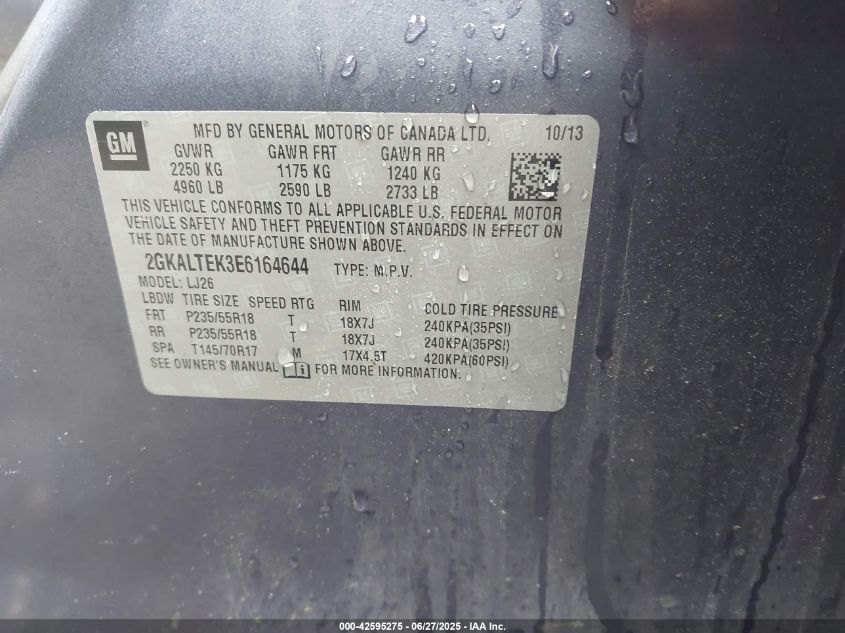 GM ®
MFD BY GENERAL MOTORS OF CANADA LTD. 10/13
GVWR GAWR FRT GAWR RR
2250 KG 1175 KG 1240 KG
4960 LB 2590 LB 2733 LB
THIS VEHICLE CONFORMS TO ALL APPLICABLE U.S. FEDERAL MOTOR
VEHICLE SAFETY AND THEFT PREVENTION STANDARDS IN EFFECT ON
THE DATE OF MANUFACTURE SHOWN ABOVE.
2GKALTEK3E6164644 TYPE: M.P.V.
MODEL: LJ26
LBDW TIRE SIZE SPEED RTG RIM COLD TIRE PRESSURE
FRT P235/55R18 T 18X7J 240KPA(35PSI)
RR P235/55R18 T 18X7J 240KPA(35PSI)
SPA T145/70R17 M 17X4.5T 420KPA(60PSI)
SEE OWNER'S MANUAL FOR MORE INFORMATION.
000-42595275 - 06/27/2025 - IAA Inc.